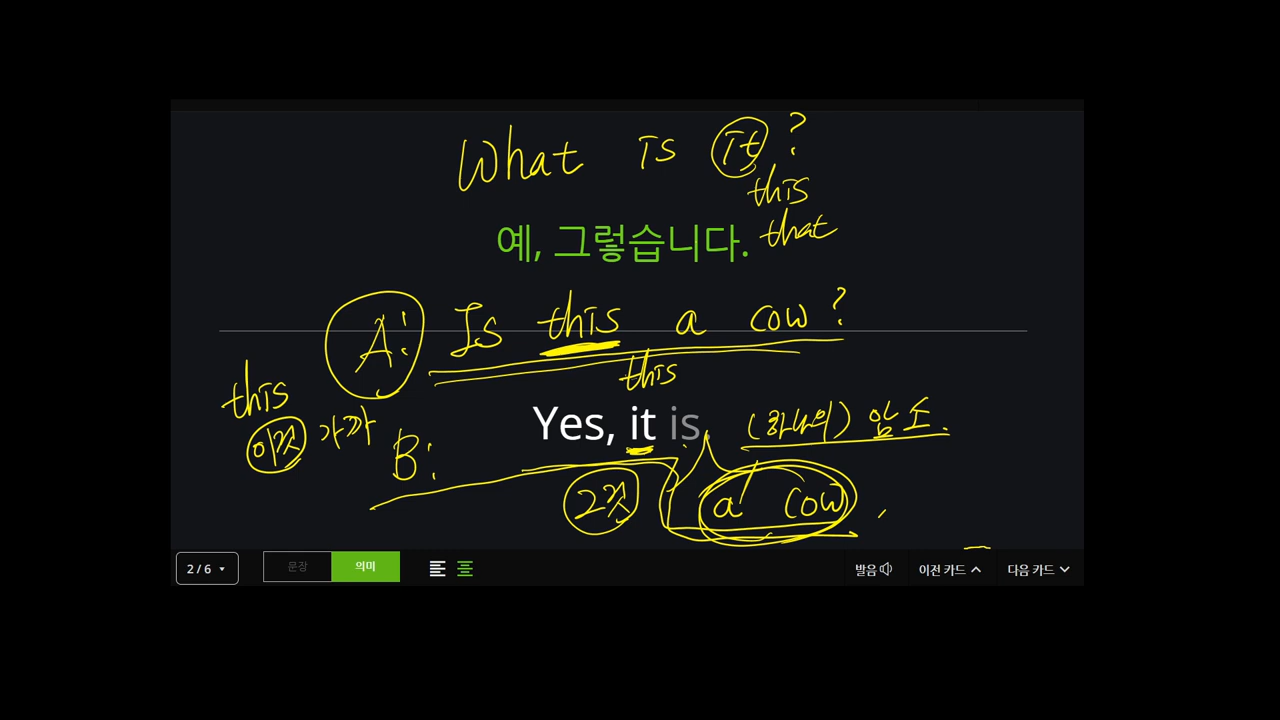 What is it ?
this
that
예, 그렇습니다.
A: Is this a cow?
this
this
이것 가까
B: Yes, it is. (하나의) 암소.
그것 a cow.
2 / 6 문장 의미 발음 이전 카드 다음 카드